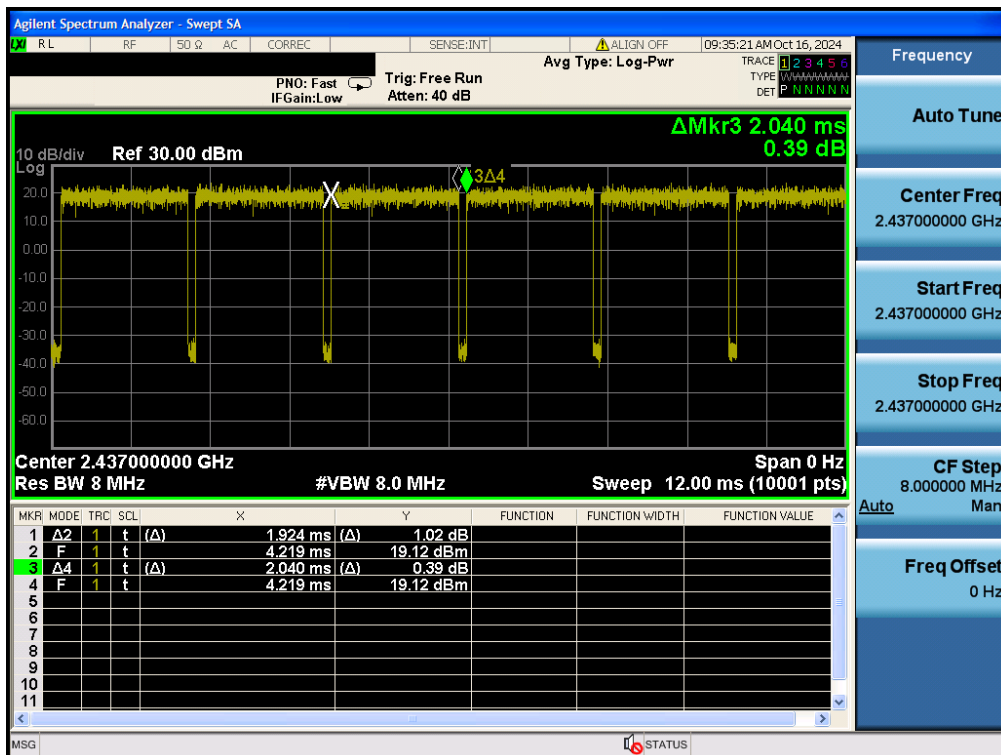 Agilent Spectrum Analyzer - Swept SA
LXI RL RF 50 Ω AC CORREC SENSE:INT ALIGN OFF 09:35:21 AM Oct 16, 2024
Frequency
PNO: Fast
IFGain:Low
Trig: Free Run
Atten: 40 dB
Avg Type: Log-Pwr
TRACE 1 2 3 4 5 6
TYPE
DET P N N N N N
Auto Tune
ΔMkr3 2.040 ms
0.39 dB
10 dB/div Ref 30.00 dBm
Log
3Δ4
20.0
10.0
0.00
-10.0
-20.0
-30.0
-40.0
-50.0
-60.0
Center Freq
2.437000000 GHz
Start Freq
2.437000000 GHz
Stop Freq
2.437000000 GHz
Center 2.437000000 GHz Span 0 Hz
Res BW 8 MHz #VBW 8.0 MHz Sweep 12.00 ms (10001 pts)
CF Step
8.000000 MHz
Auto Man
Freq Offset
0 Hz
MKR MODE TRC SCL X Y FUNCTION FUNCTION WIDTH FUNCTION VALUE
1 Δ2 1 t (Δ) 1.924 ms (Δ) 1.02 dB
2 F 1 t 4.219 ms 19.12 dBm
3 Δ4 1 t (Δ) 2.040 ms (Δ) 0.39 dB
4 F 1 t 4.219 ms 19.12 dBm
5
6
7
8
9
10
11
MSG STATUS